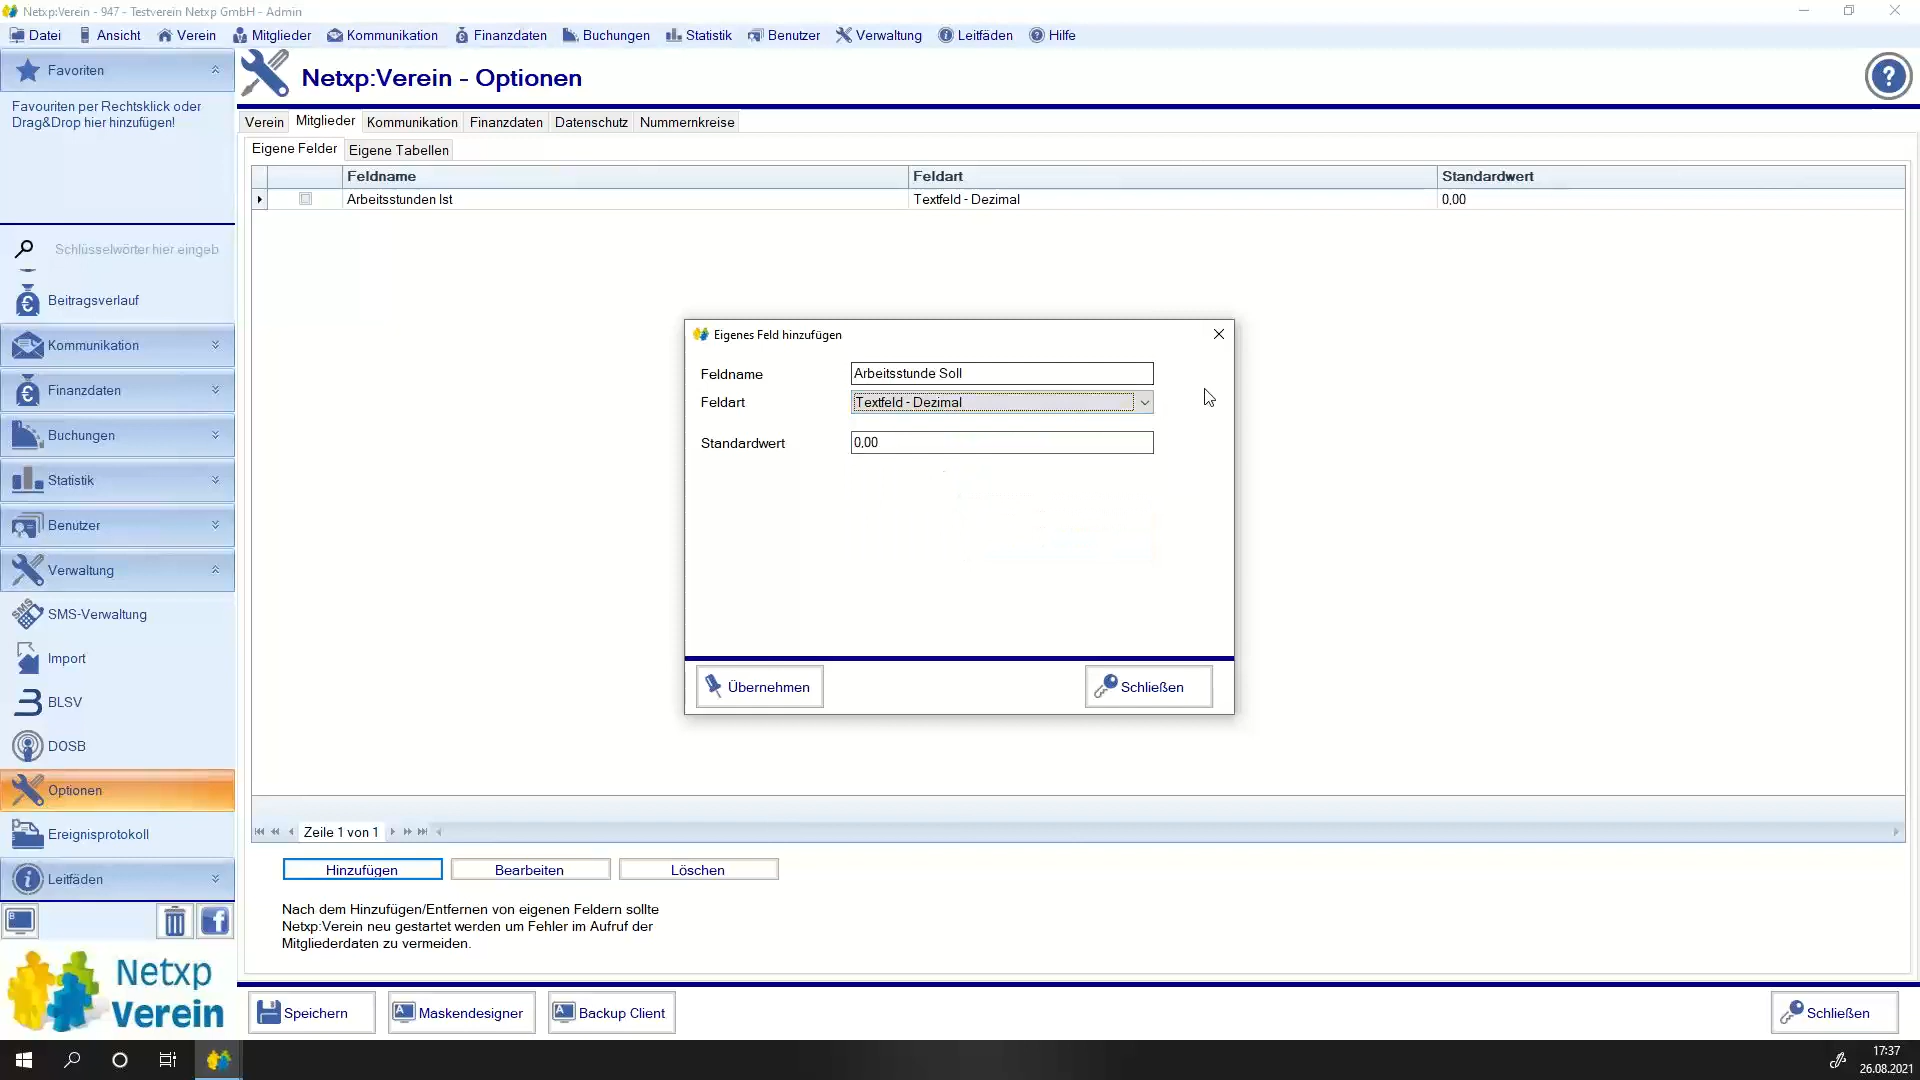 Netxp:Verein - 947 - Testverein Netxp GmbH - Admin
Datei Ansicht Verein Mitglieder Kommunikation Finanzdaten Buchungen Statistik Benutzer Verwaltung Leitfäden Hilfe
Favoriten
Favouriten per Rechtsklick oder
Drag&Drop hier hinzufügen!
Schlüsselwörter hier eingeb
Beitragsverlauf
Kommunikation
Finanzdaten
Buchungen
Statistik
Benutzer
Verwaltung
SMS-Verwaltung
Import
BLSV
DOSB
Optionen
Ereignisprotokoll
Leitfäden
Netxp
Verein
Netxp:Verein - Optionen
Verein Mitglieder Kommunikation Finanzdaten Datenschutz Nummernkreise
Eigene Felder Eigene Tabellen
Feldname Feldart Standardwert
Arbeitsstunden Ist Textfeld - Dezimal 0,00
Eigenes Feld hinzufügen
Feldname Arbeitsstunde Soll
Feldart Textfeld - Dezimal
Standardwert 0,00
Übernehmen Schließen
Zeile 1 von 1
Hinzufügen Bearbeiten Löschen
Nach dem Hinzufügen/Entfernen von eigenen Feldern sollte
Netxp:Verein neu gestartet werden um Fehler im Aufruf der
Mitgliederdaten zu vermeiden.
Speichern Maskendesigner Backup Client Schließen
17:37
26.08.2021